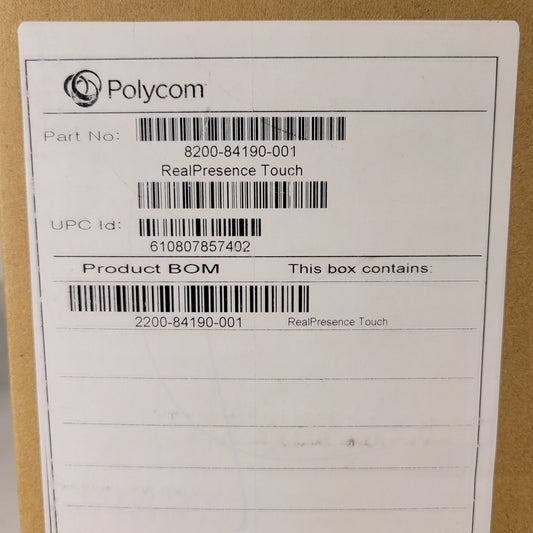 Polycom
Part No:
8200-84190-001
RealPresence Touch
UPC Id:
610807857402
Product BOM This box contains:
2200-84190-001 RealPresence Touch